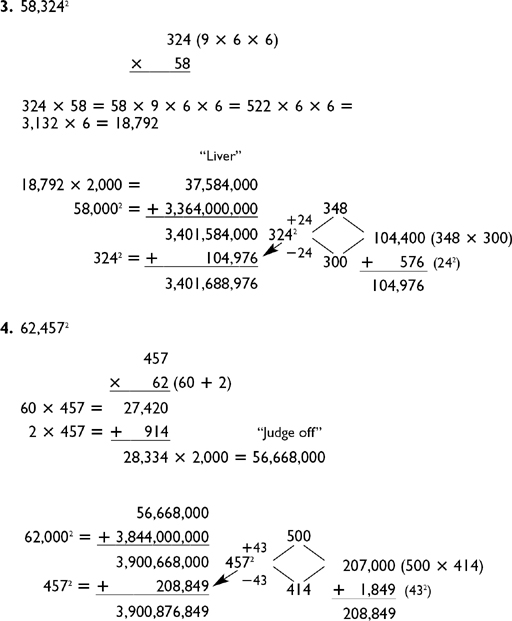 3. 58,324²
324 (9 × 6 × 6)
× 58
324 × 58 = 58 × 9 × 6 × 6 = 522 × 6 × 6 =
3,132 × 6 = 18,792
“Liver”
18,792 × 2,000 = 37,584,000
58,000² = + 3,364,000,000
3,401,584,000
324² = + 104,976
3,401,688,976
+24 348
324²
−24 300
104,400 (348 × 300)
+ 576 (24²)
104,976
4. 62,457²
457
× 62 (60 + 2)
60 × 457 = 27,420
2 × 457 = + 914
“Judge off”
28,334 × 2,000 = 56,668,000
56,668,000
62,000² = + 3,844,000,000
3,900,668,000
457² = + 208,849
3,900,876,849
+43 500
457²
−43 414
207,000 (500 × 414)
+ 1,849 (43²)
208,849